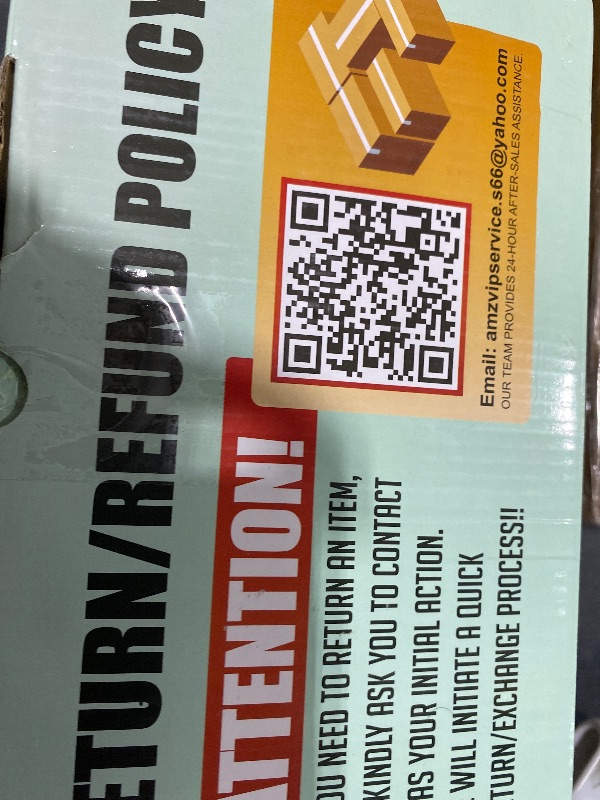 ETURN/REFUND POLICY
ATTENTION!
OU NEED TO RETURN AN ITEM,
KINDLY ASK YOU TO CONTACT
AS YOUR INITIAL ACTION.
WILL INITIATE A QUICK
TURN/EXCHANGE PROCESS!!
Email: amzvipservice.s66@yahoo.com
OUR TEAM PROVIDES 24-HOUR AFTER-SALES ASSISTANCE.